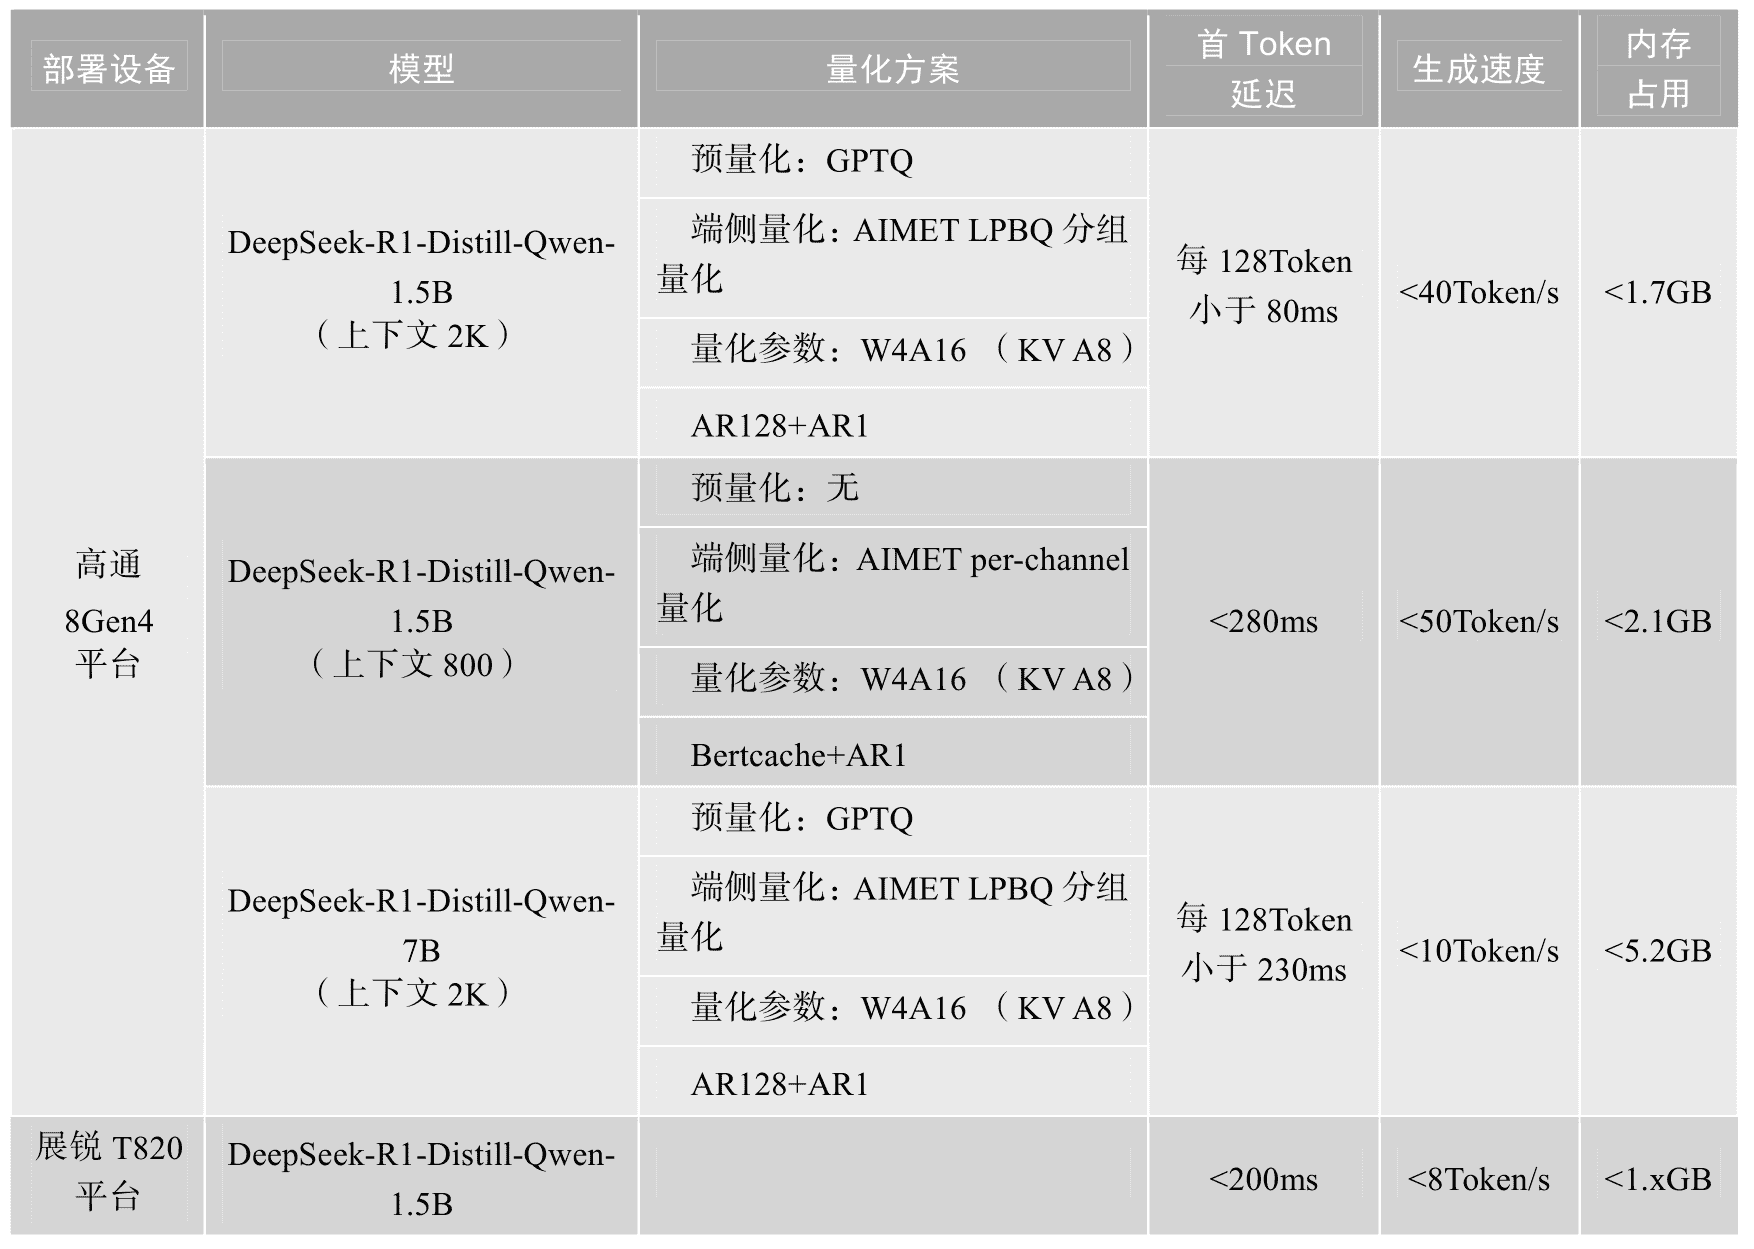 部署设备
模型
量化方案
首 Token
延迟
生成速度
内存
占用
高通
8Gen4
平台
DeepSeek-R1-Distill-Qwen-
1.5B
（上下文 2K）
预量化：GPTQ
端侧量化：AIMET LPBQ 分组
量化
量化参数：W4A16 （KV A8）
AR128+AR1
每 128Token
小于 80ms
<40Token/s
<1.7GB
DeepSeek-R1-Distill-Qwen-
1.5B
（上下文 800）
预量化：无
端侧量化：AIMET per-channel
量化
量化参数：W4A16 （KV A8）
Bertcache+AR1
<280ms
<50Token/s
<2.1GB
DeepSeek-R1-Distill-Qwen-
7B
（上下文 2K）
预量化：GPTQ
端侧量化：AIMET LPBQ 分组
量化
量化参数：W4A16 （KV A8）
AR128+AR1
每 128Token
小于 230ms
<10Token/s
<5.2GB
展锐 T820
平台
DeepSeek-R1-Distill-Qwen-
1.5B
<200ms
<8Token/s
<1.xGB